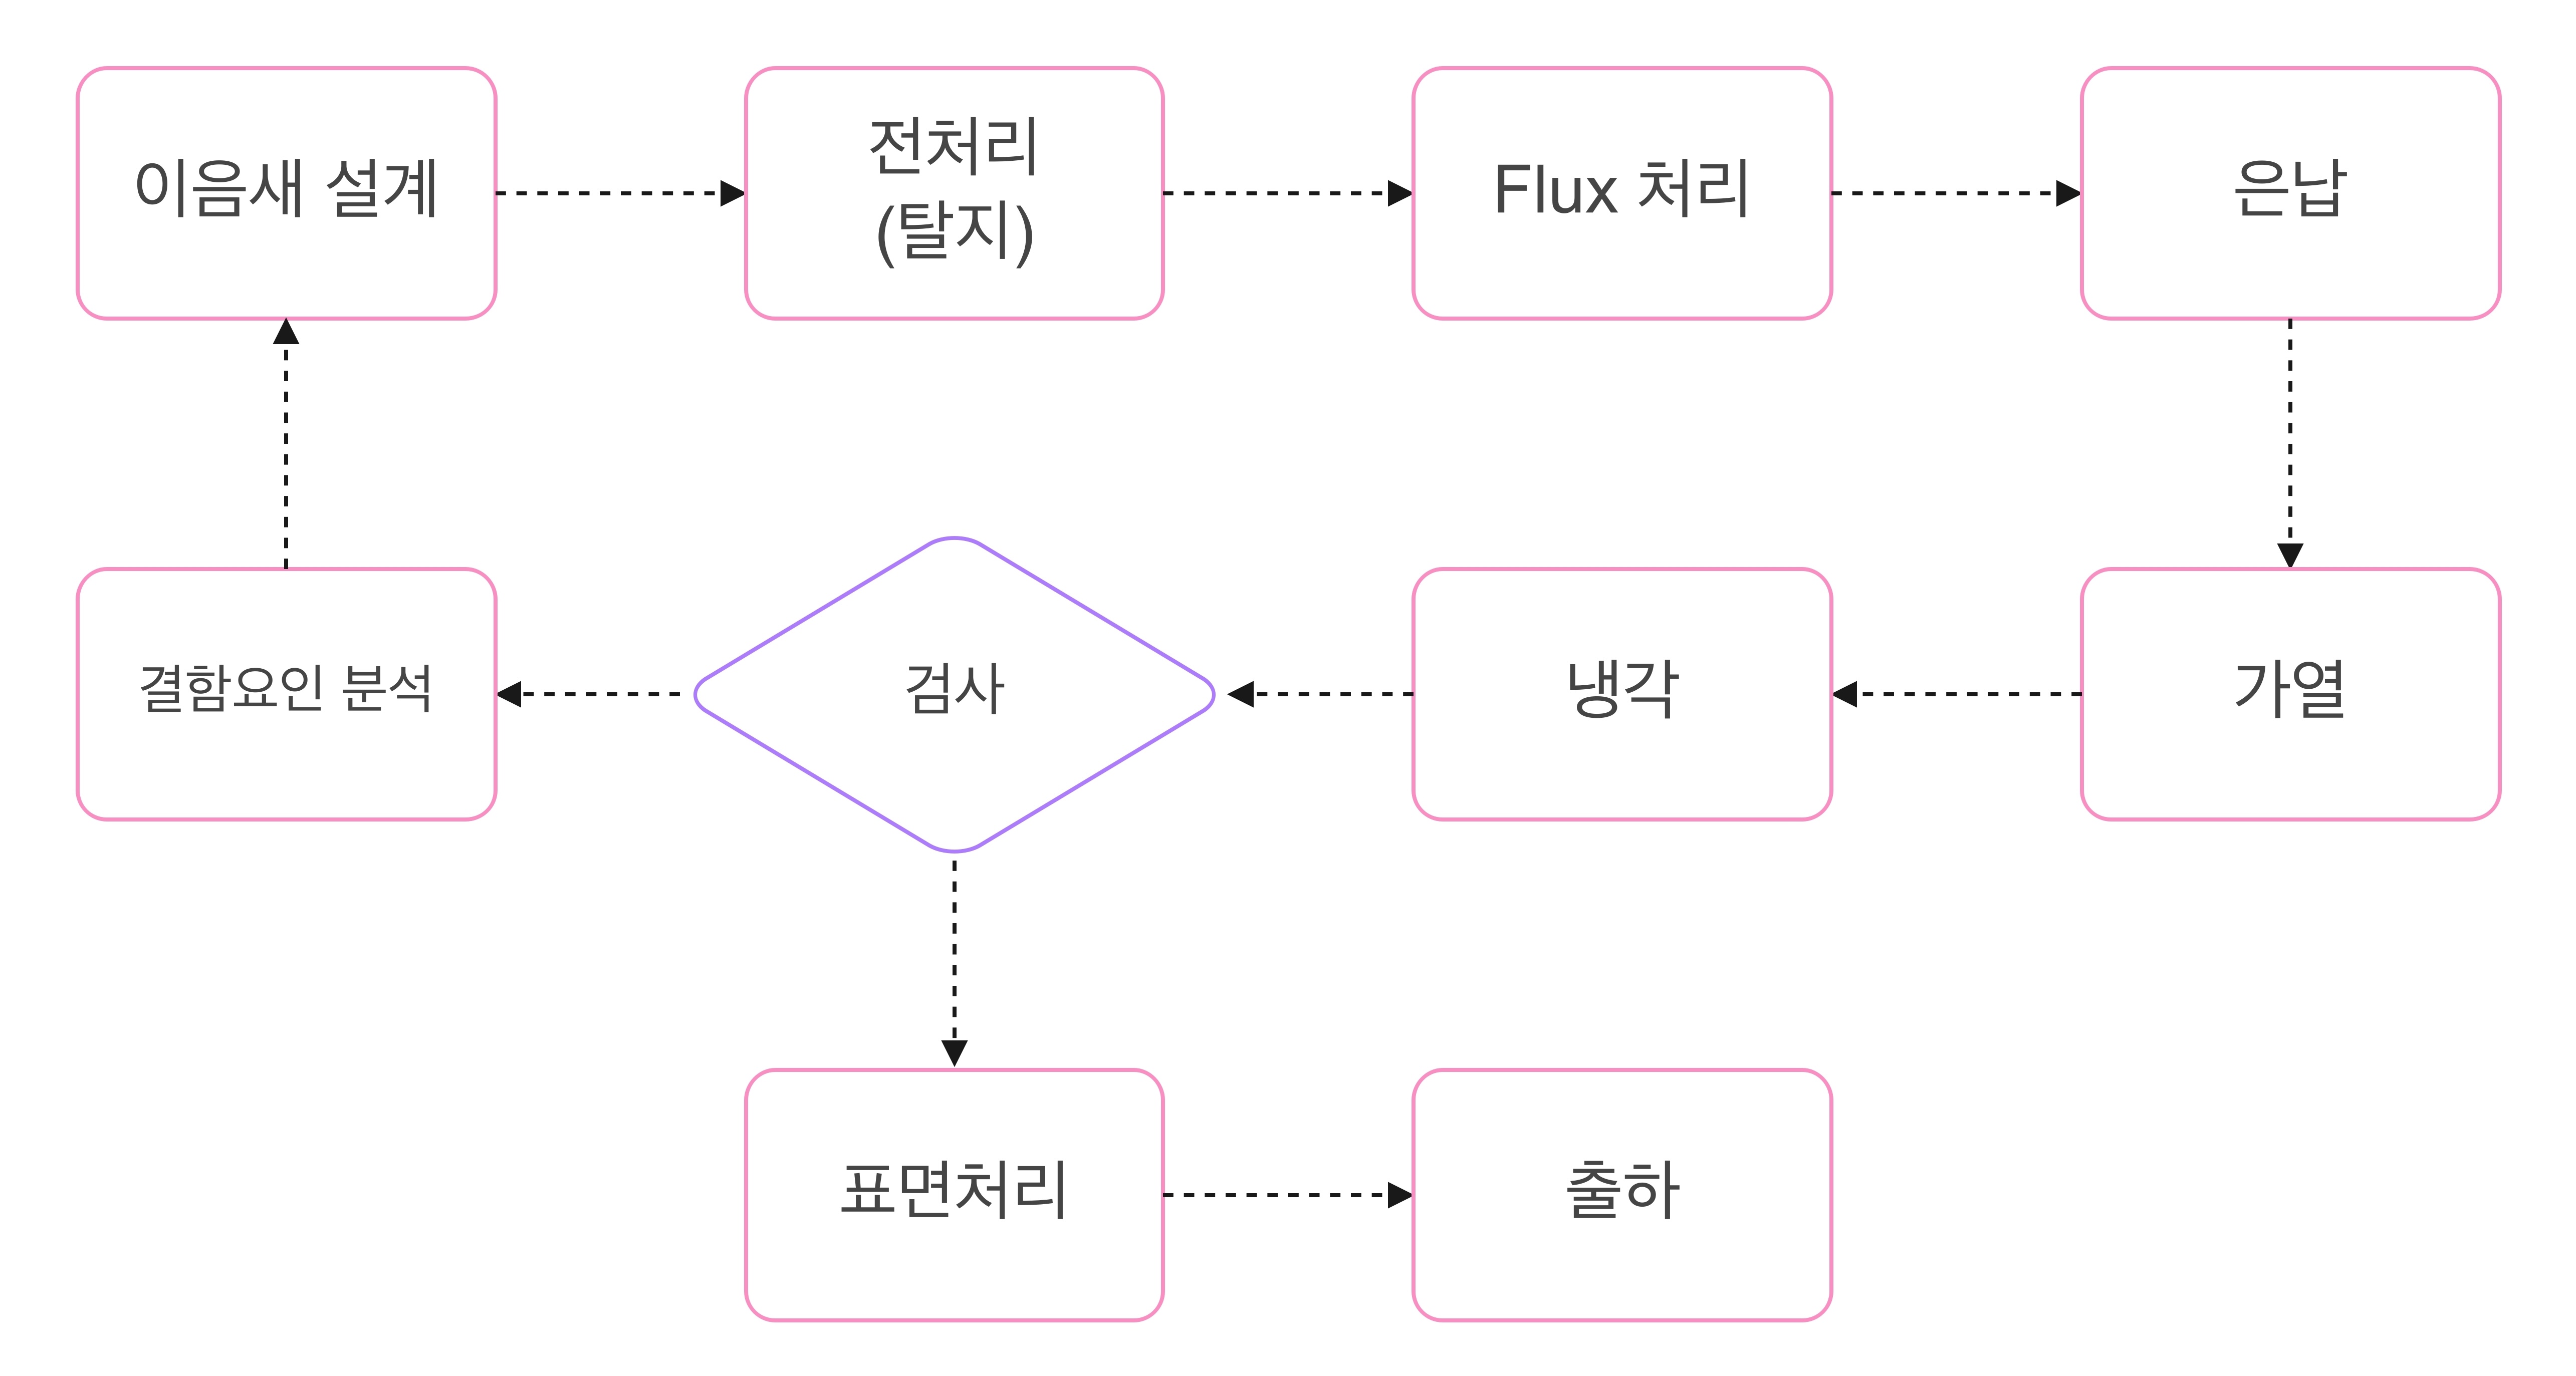 이음새 설계
전처리
(탈지)
Flux 처리
은납
결함요인 분석
검사
냉각
가열
표면처리
출하